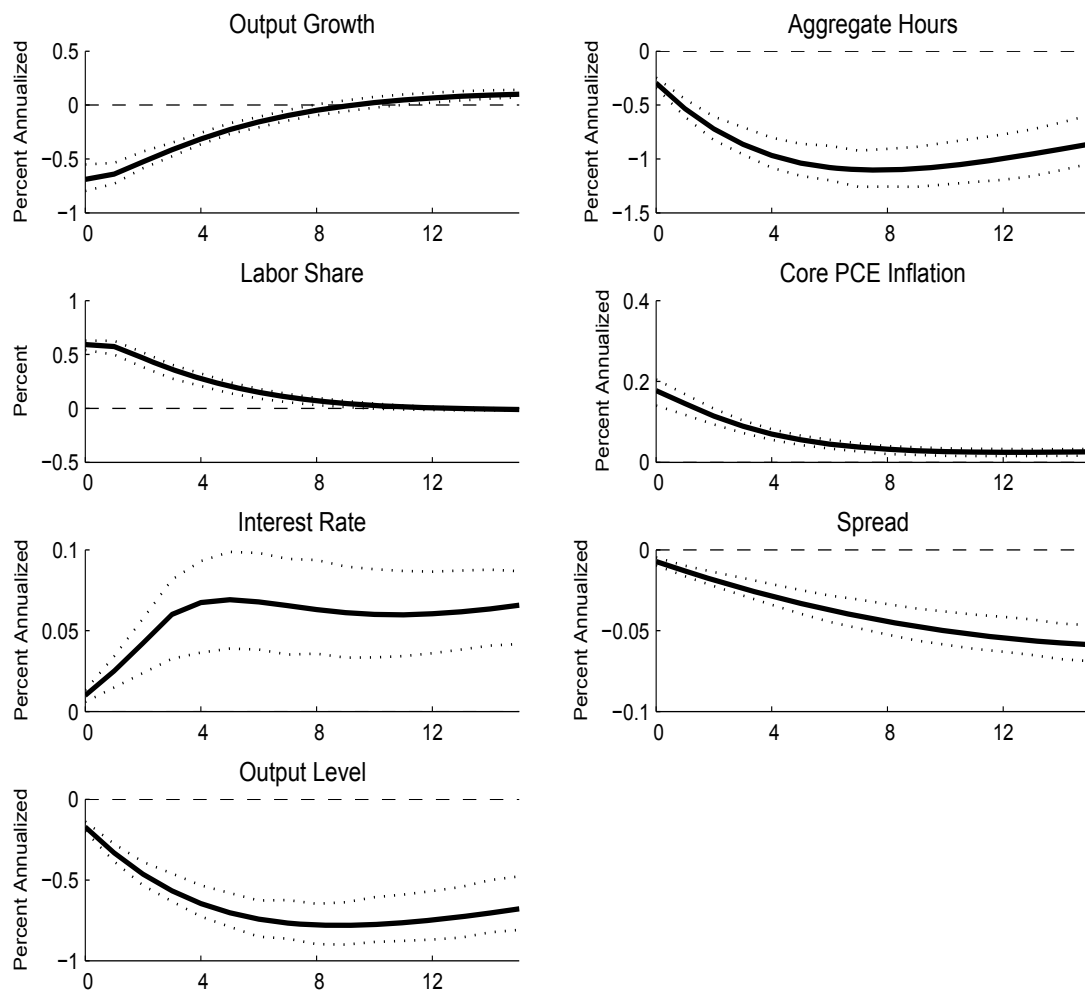 Output Growth
Percent Annualized
0.5
0
−0.5
−1
0 4 8 12
Aggregate Hours
Percent Annualized
0
−0.5
−1
−1.5
0 4 8 12
Labor Share
Percent
1
0.5
0
−0.5
0 4 8 12
Core PCE Inflation
Percent Annualized
0.4
0.2
0
0 4 8 12
Interest Rate
Percent Annualized
0.1
0.05
0
0 4 8 12
Spread
Percent Annualized
0
−0.05
−0.1
0 4 8 12
Output Level
Percent Annualized
0
−0.5
−1
0 4 8 12